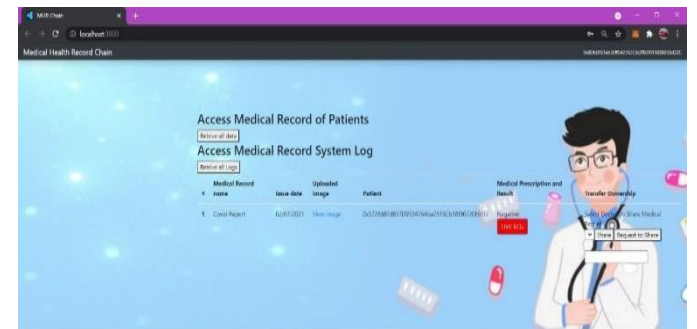 MHR Chain
localhost:3000
Medical Health Record Chain
Access Medical Record of Patients
Retrive all data
Access Medical Record System Log
Retrive all Logs
# Medical Record name Issue date Uploaded Image Patient Medical Prescription and Result Transfer Ownership
1 Covid Report 02/07/2021 View Image Negative Share Medical
Share Request to Share